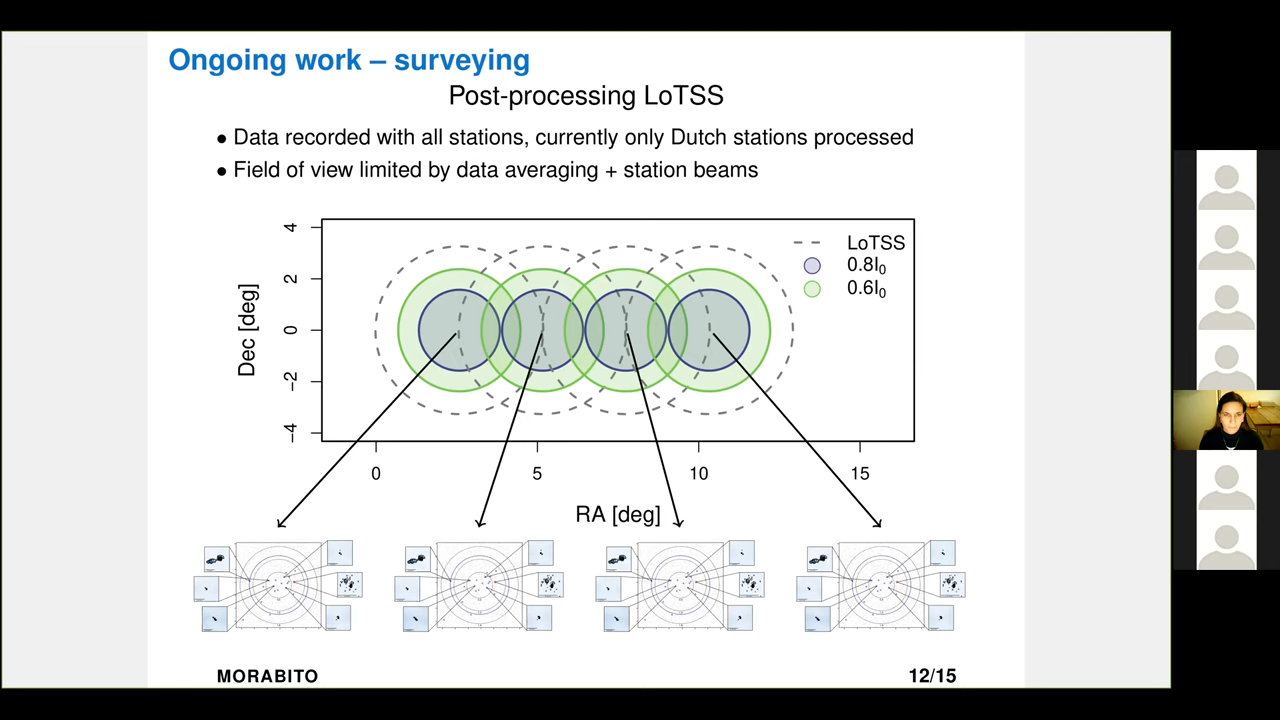 Ongoing work – surveying
Post-processing LoTSS
● Data recorded with all stations, currently only Dutch stations processed
● Field of view limited by data averaging + station beams
LoTSS
0.8I₀
0.6I₀
Dec [deg]
4
2
0
−2
−4
0 5 10 15
RA [deg]
MORABITO 12/15